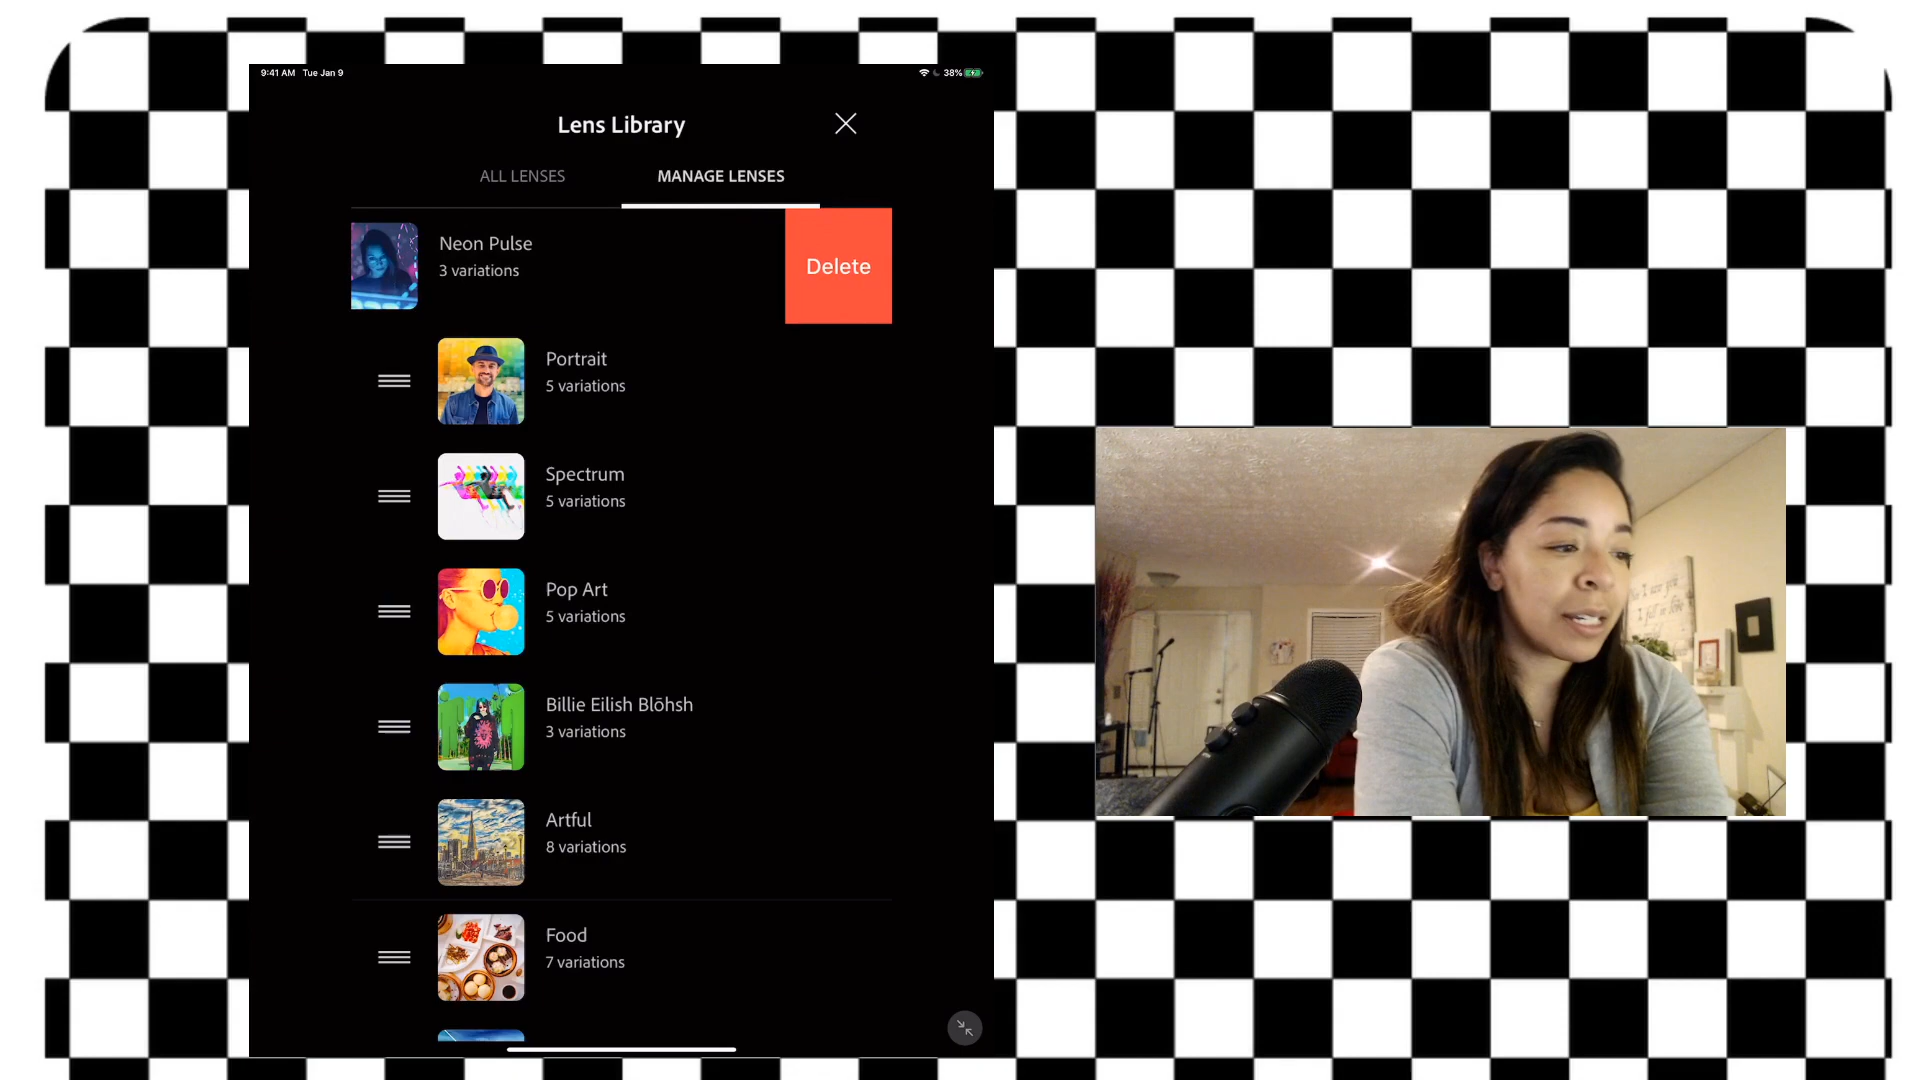 9:41 AM Tue Jan 9
38%
Lens Library
ALL LENSES
MANAGE LENSES
Neon Pulse
3 variations
Delete
Portrait
5 variations
Spectrum
5 variations
Pop Art
5 variations
Billie Eilish Blōhsh
3 variations
Artful
8 variations
Food
7 variations